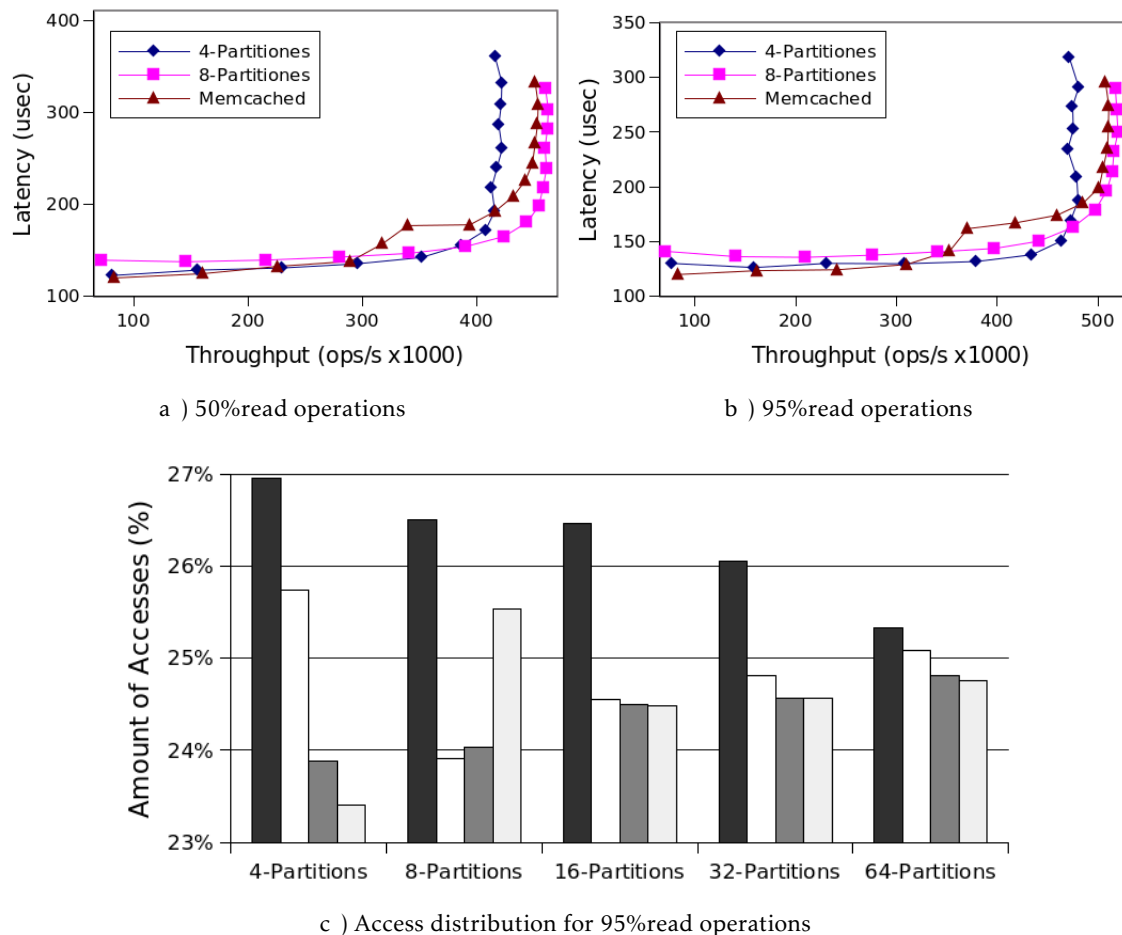 400
300
200
100
Latency (usec)
4-Partitiones
8-Partitiones
Memcached
100 200 300 400
Throughput (ops/s x1000)
a ) 50%read operations
350
300
250
200
150
100
Latency (usec)
4-Partitiones
8-Partitiones
Memcached
100 200 300 400 500
Throughput (ops/s x1000)
b ) 95%read operations
27%
26%
25%
24%
23%
Amount of Accesses (%)
4-Partitions 8-Partitions 16-Partitions 32-Partitions 64-Partitions
c ) Access distribution for 95%read operations